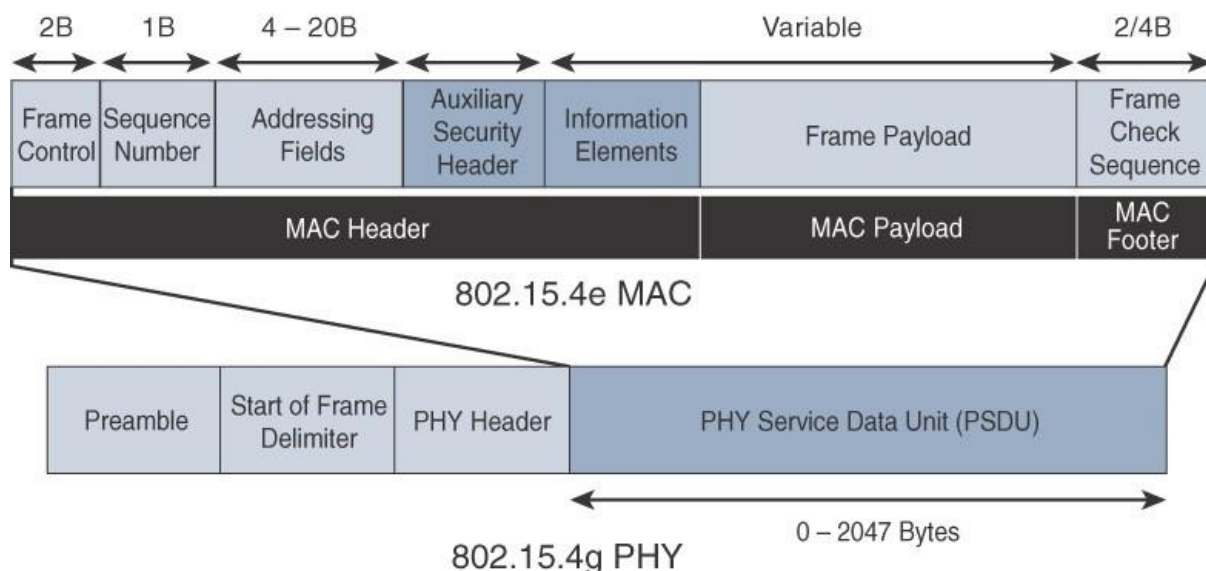 2B 1B 4 – 20B Variable 2/4B
Frame Control
Sequence Number
Addressing Fields
Auxiliary Security Header
Information Elements
Frame Payload
Frame Check Sequence
MAC Header
MAC Payload
MAC Footer
802.15.4e MAC
Preamble
Start of Frame Delimiter
PHY Header
PHY Service Data Unit (PSDU)
0 – 2047 Bytes
802.15.4g PHY